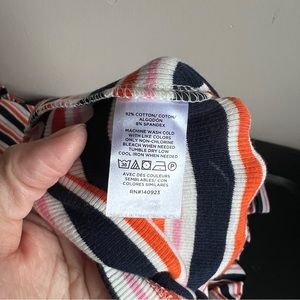 92% COTTON/COTON/
ALGODÓN
8% SPANDEX
MACHINE WASH COLD
WITH LIKE COLORS
ONLY NON-CHLORINE
BLEACH WHEN NEEDED
TUMBLE DRY LOW
COOL IRON WHEN NEEDED
30
AVEC DES COULEURS
SEMBLABLES/ CON
COLORES SIMILARES
RN#140923